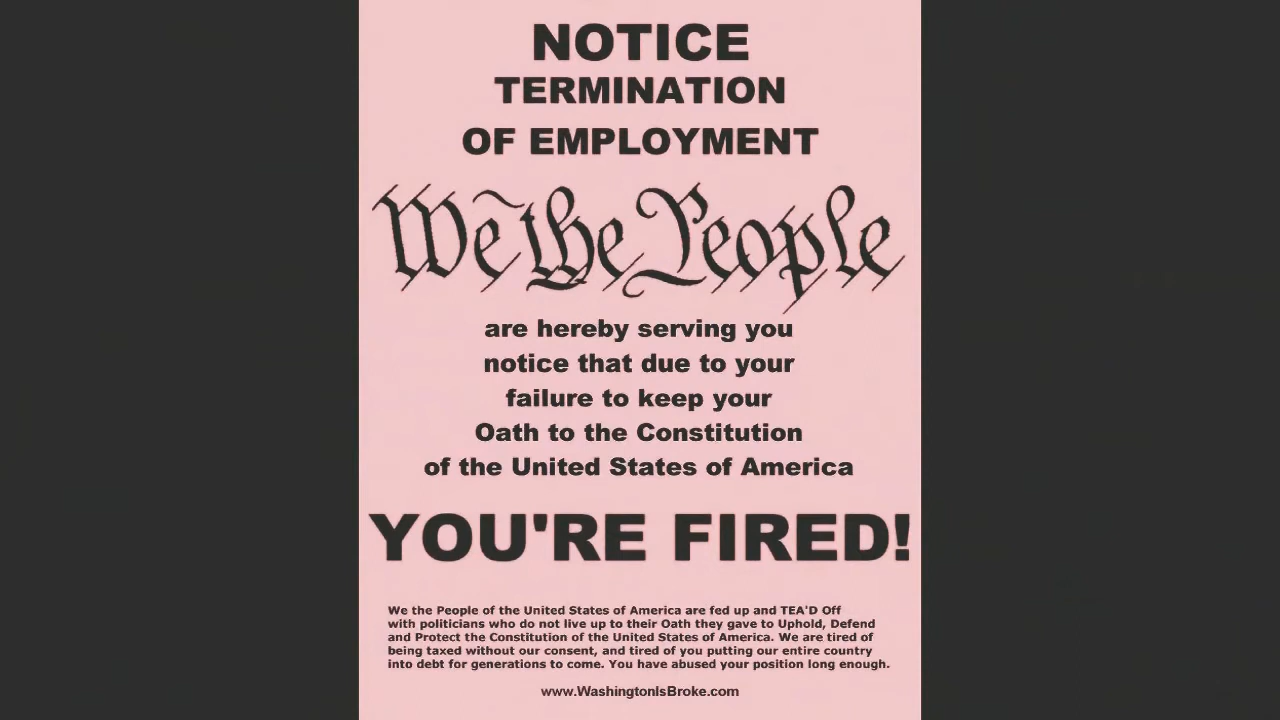 NOTICE
TERMINATION
OF EMPLOYMENT
We the People
are hereby serving you
notice that due to your
failure to keep your
Oath to the Constitution
of the United States of America
YOU'RE FIRED!
We the People of the United States of America are fed up and TEA'D Off
with politicians who do not live up to their Oath they gave to Uphold, Defend
and Protect the Constitution of the United States of America. We are tired of
being taxed without our consent, and tired of you putting our entire country
into debt for generations to come. You have abused your position long enough.
www.WashingtonIsBroke.com